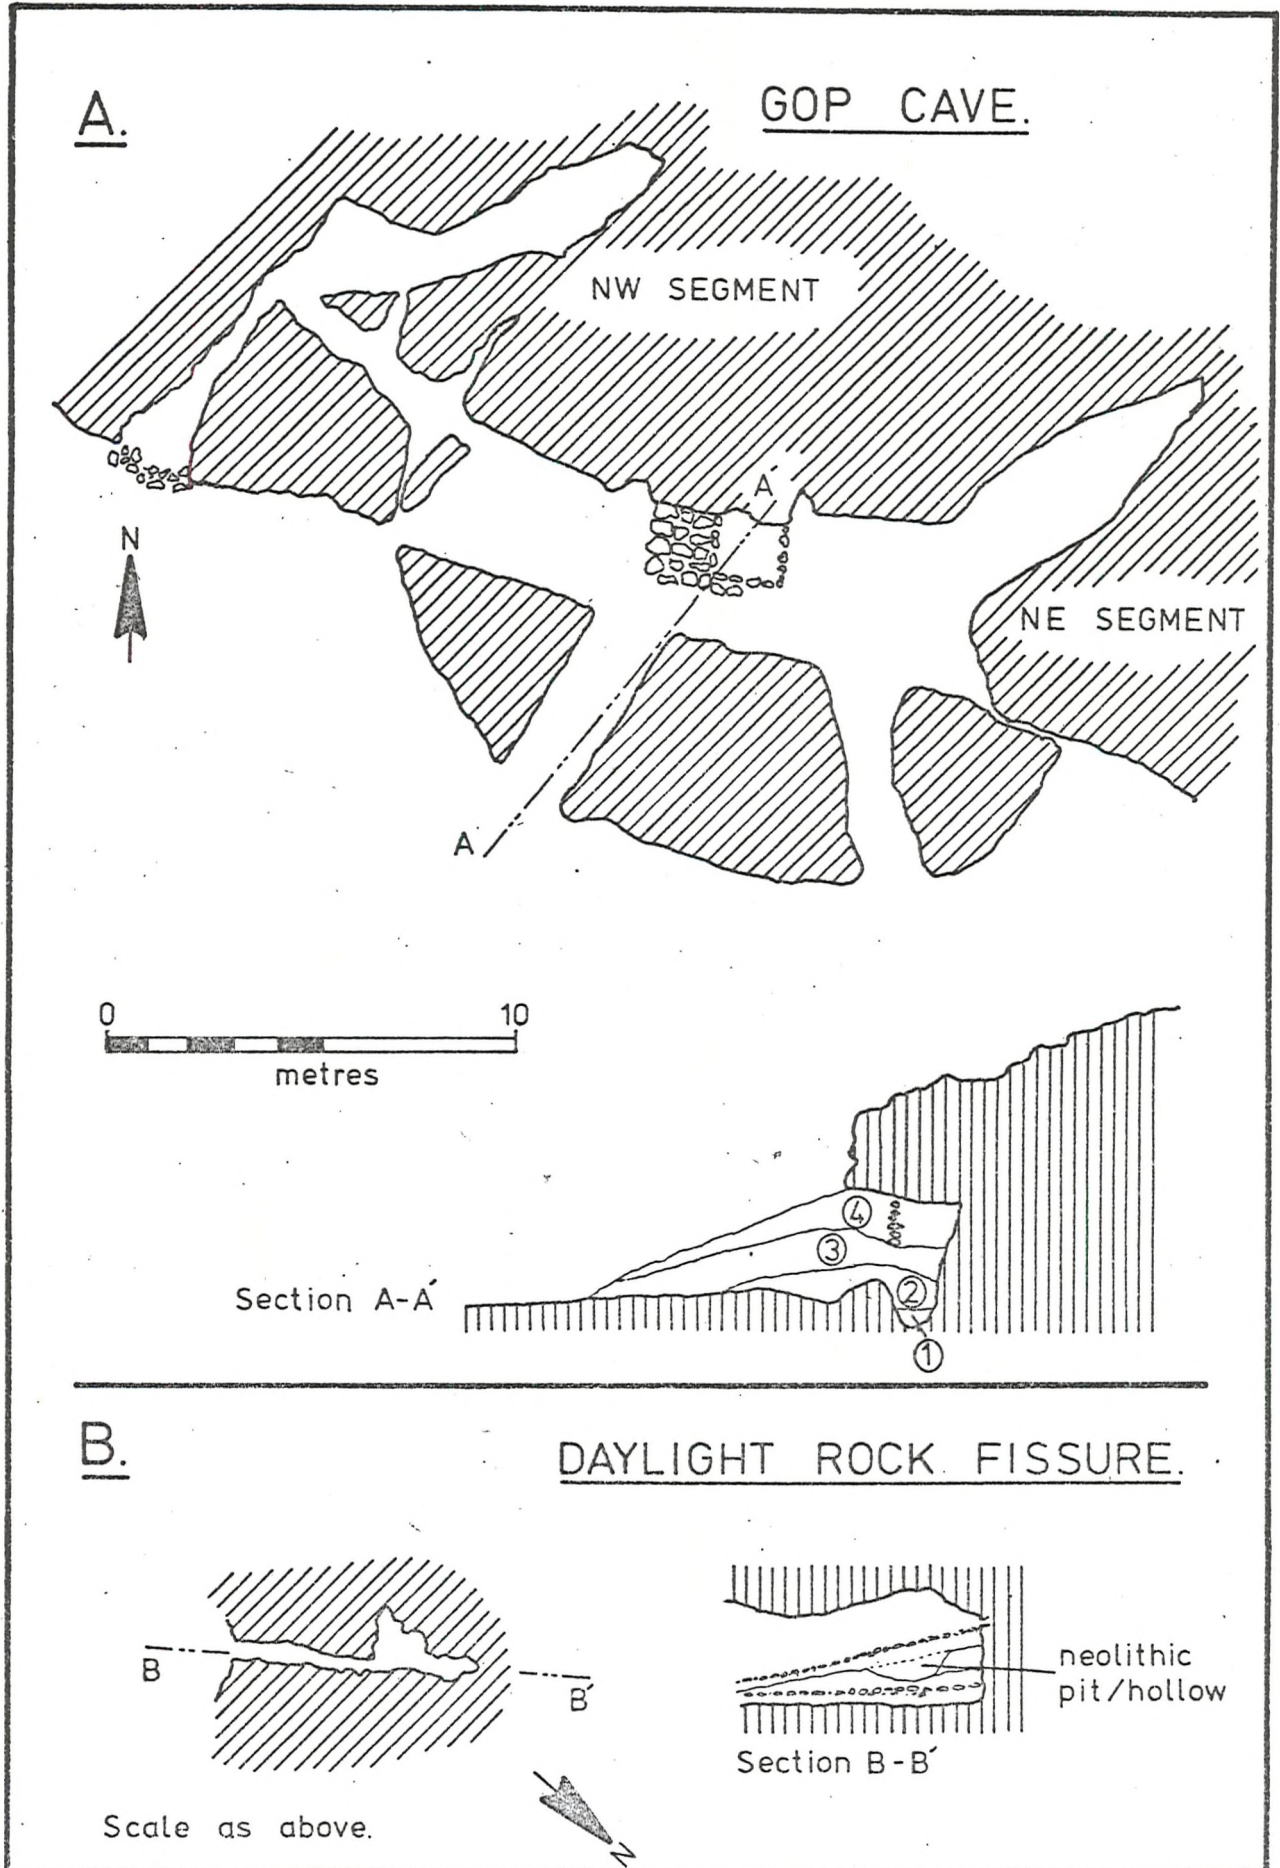 A.
GOP CAVE.
NW SEGMENT
A
N
NE SEGMENT
A
0 10
metres
4
3
Section A-A′
2
1
B.
DAYLIGHT ROCK FISSURE.
B
B′
neolithic
pit/hollow
Section B-B′
Scale as above.
N